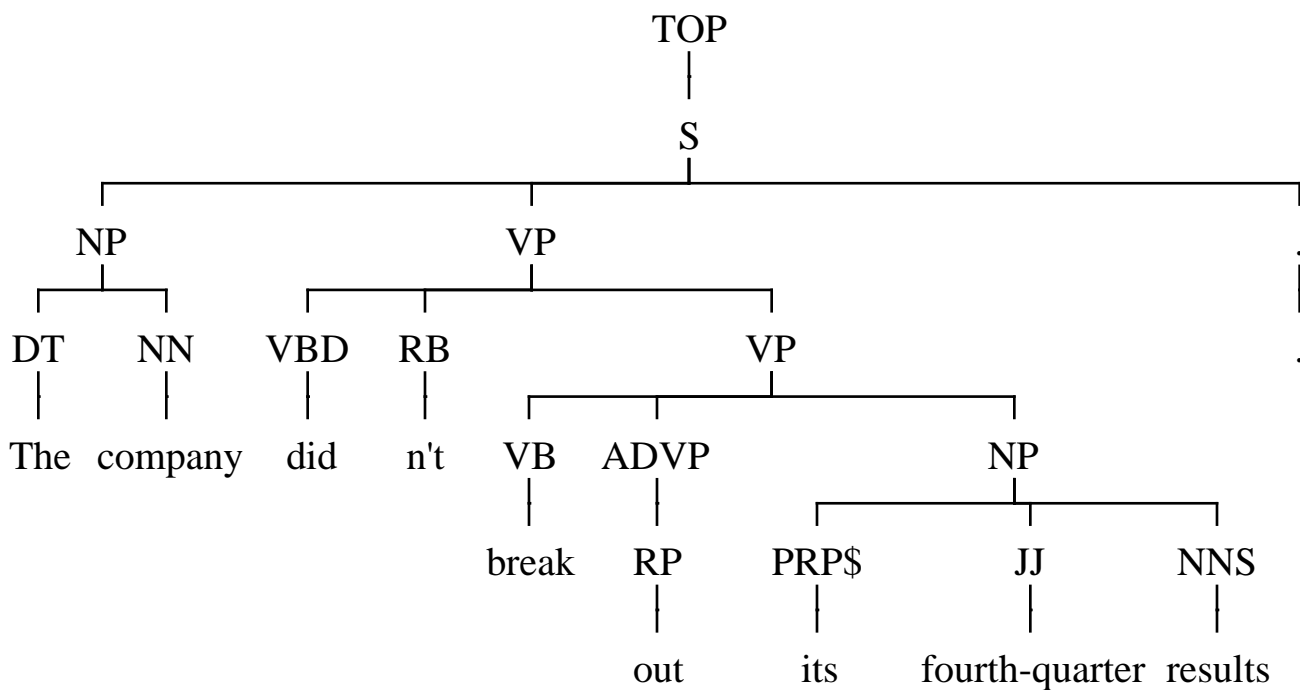 TOP
S
NP VP .
DT NN VBD RB VP .
The company did n't VB ADVP NP
break RP PRP$ JJ NNS
out its fourth-quarter results